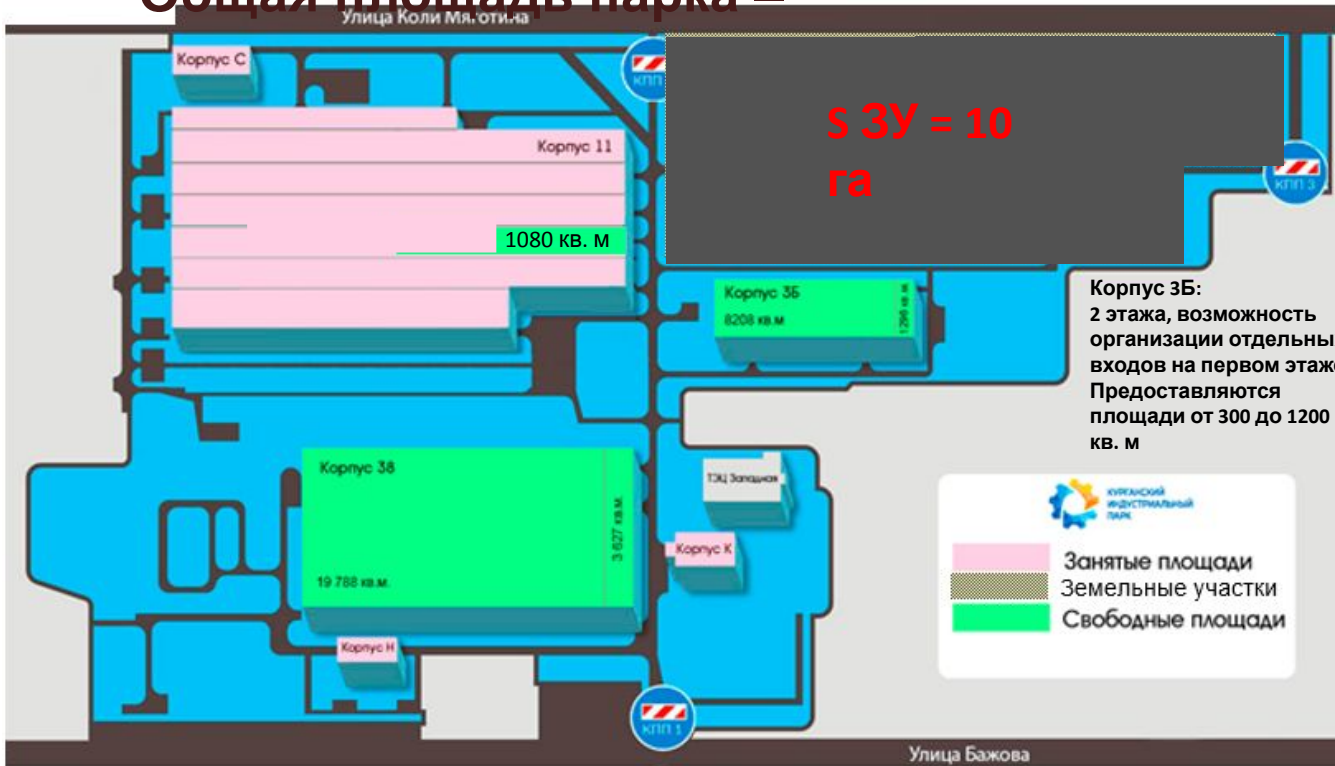 Общая площадь парка –
Улица Коли Мяготина
Корпус С
КПП
S ЗУ = 10
га
Корпус 11
КПП 3
1080 кв. м
Корпус 3Б
8208 кв.м
1296 кв. м.
Корпус 3Б:
2 этажа, возможность
организации отдельны
входов на первом этаж
Предоставляются
площади от 300 до 1200
кв. м
Корпус 38
3 627 кв.м.
19 788 кв.м.
ТЭЦ Западная
Корпус К
Корпус Н
КУРГАНСКИЙ
ИНДУСТРИАЛЬНЫЙ
ПАРК
Занятые площади
Земельные участки
Свободные площади
КПП 1
Улица Бажова